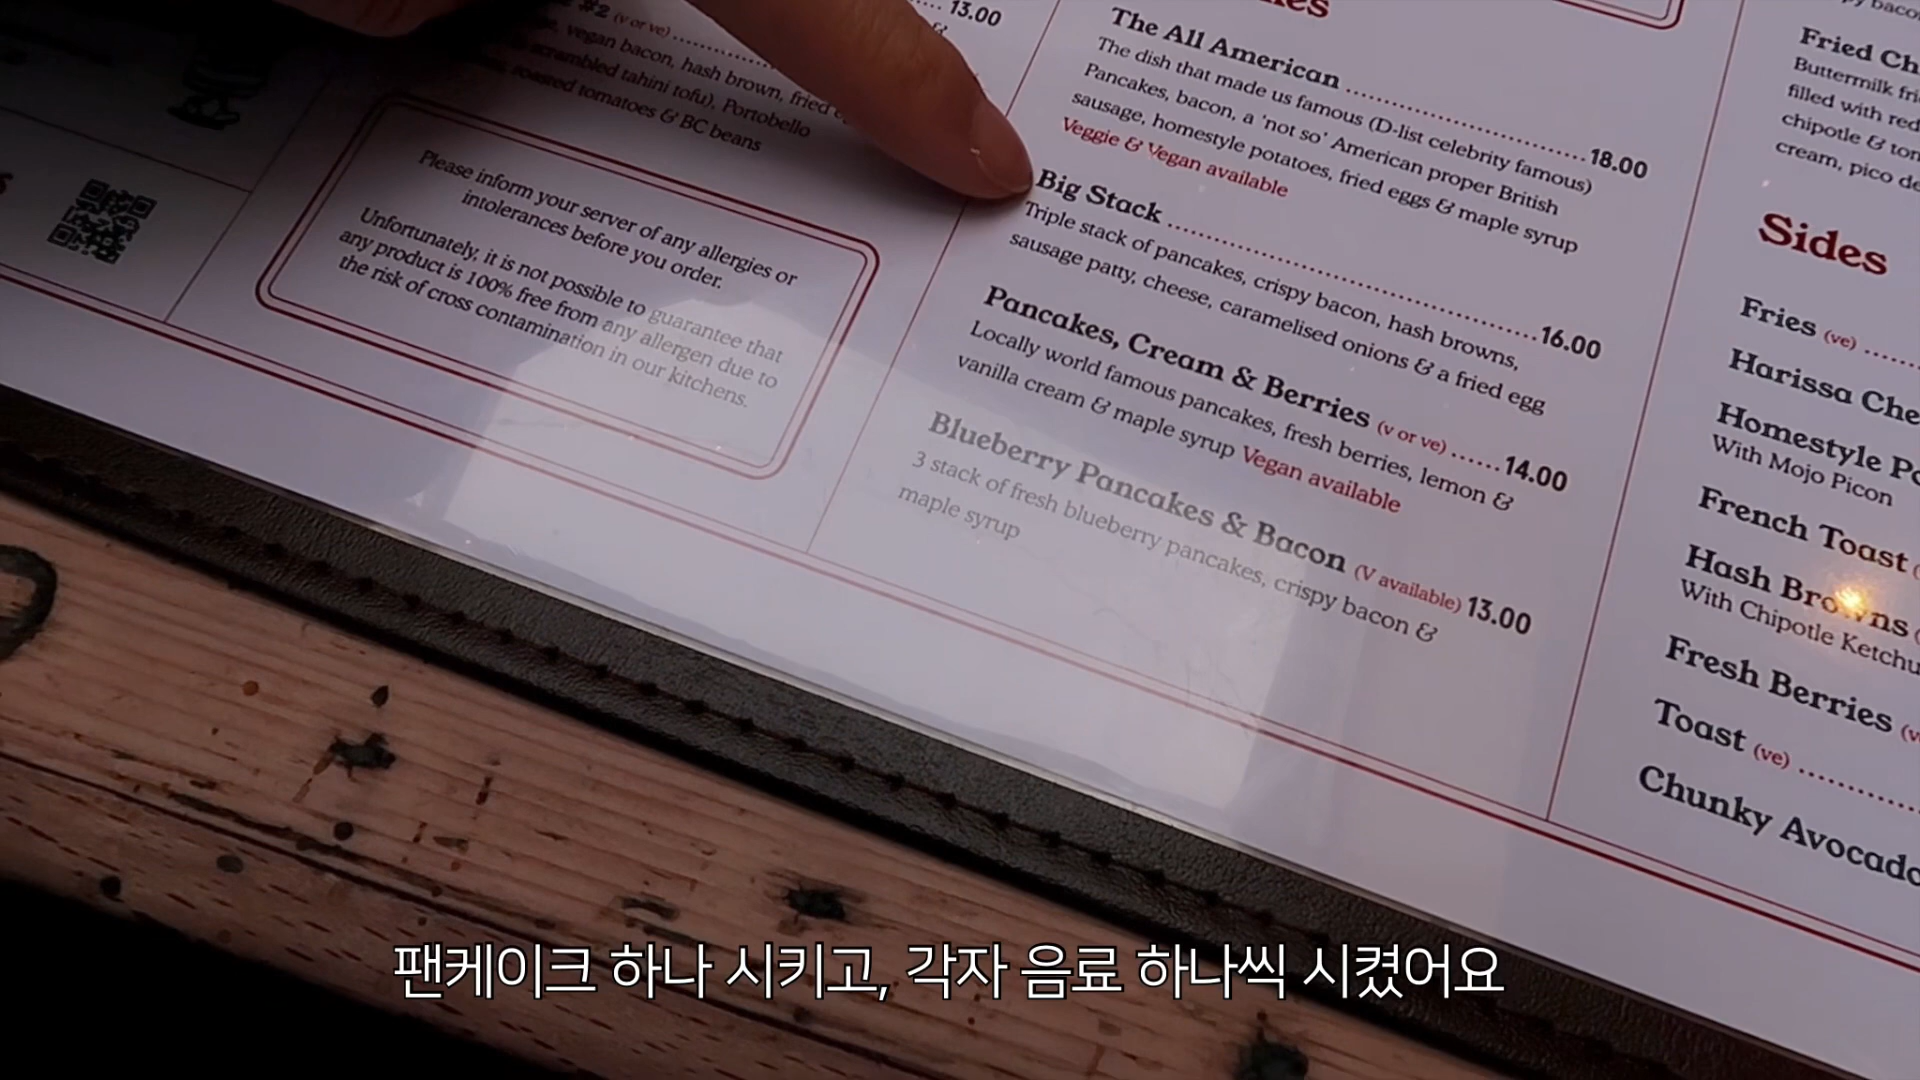 13.00
#2 (v or ve)
vegan bacon, hash brown, fried
scrambled tahini tofu), Portobello
roasted tomatoes & BC beans
Please inform your server of any allergies or
intolerances before you order.
Unfortunately, it is not possible to guarantee that
any product is 100% free from any allergen due to
the risk of cross contamination in our kitchens.
The All American 18.00
The dish that made us famous (D-list celebrity famous)
Pancakes, bacon, a 'not so' American proper British
sausage, homestyle potatoes, fried eggs & maple syrup
Veggie & Vegan available
Big Stack 16.00
Triple stack of pancakes, crispy bacon, hash browns,
sausage patty, cheese, caramelised onions & a fried egg
Pancakes, Cream & Berries (v or ve) 14.00
Locally world famous pancakes, fresh berries, lemon &
vanilla cream & maple syrup Vegan available
Blueberry Pancakes & Bacon (V available) 13.00
3 stack of fresh blueberry pancakes, crispy bacon &
maple syrup
Fried Ch
Buttermilk fri
filled with red
chipotle & ton
cream, pico de
Sides
Fries (ve)
Harissa Che
Homestyle Po
With Mojo Picon
French Toast
Hash Browns
With Chipotle Ketchu
Fresh Berries
Toast (ve)
Chunky Avocado
팬케이크 하나 시키고, 각자 음료 하나씩 시켰어요